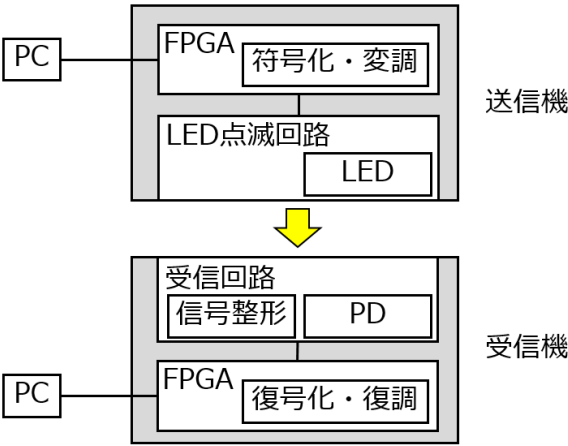 FPGA
PC
符号化・変調
送信機
LED点滅回路
LED
受信回路
信号整形
PD
受信機
FPGA
PC
復号化・復調